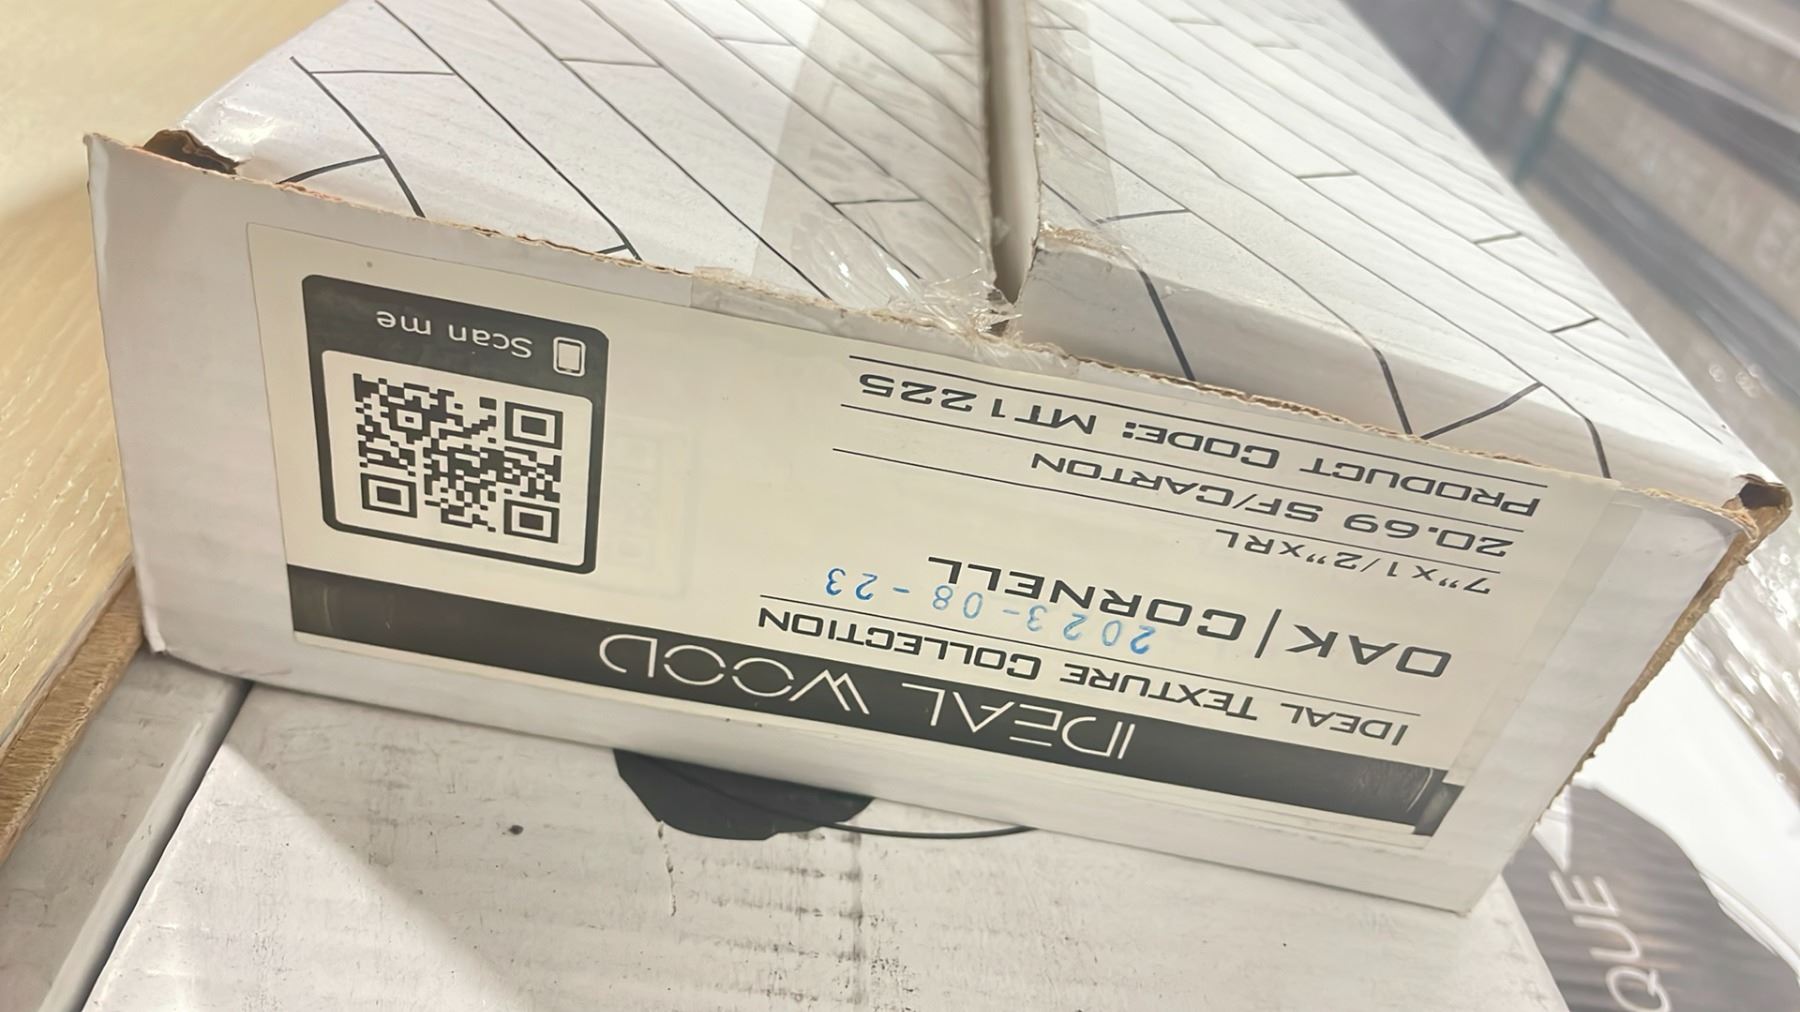 IDEAL WOOD
IDEAL TEXTURE COLLECTION
2023-08-23
OAK | CORNELL
7"x1/2"xRL
20.69 SF/CARTON
PRODUCT CODE: MT1225
Scan me
QUE